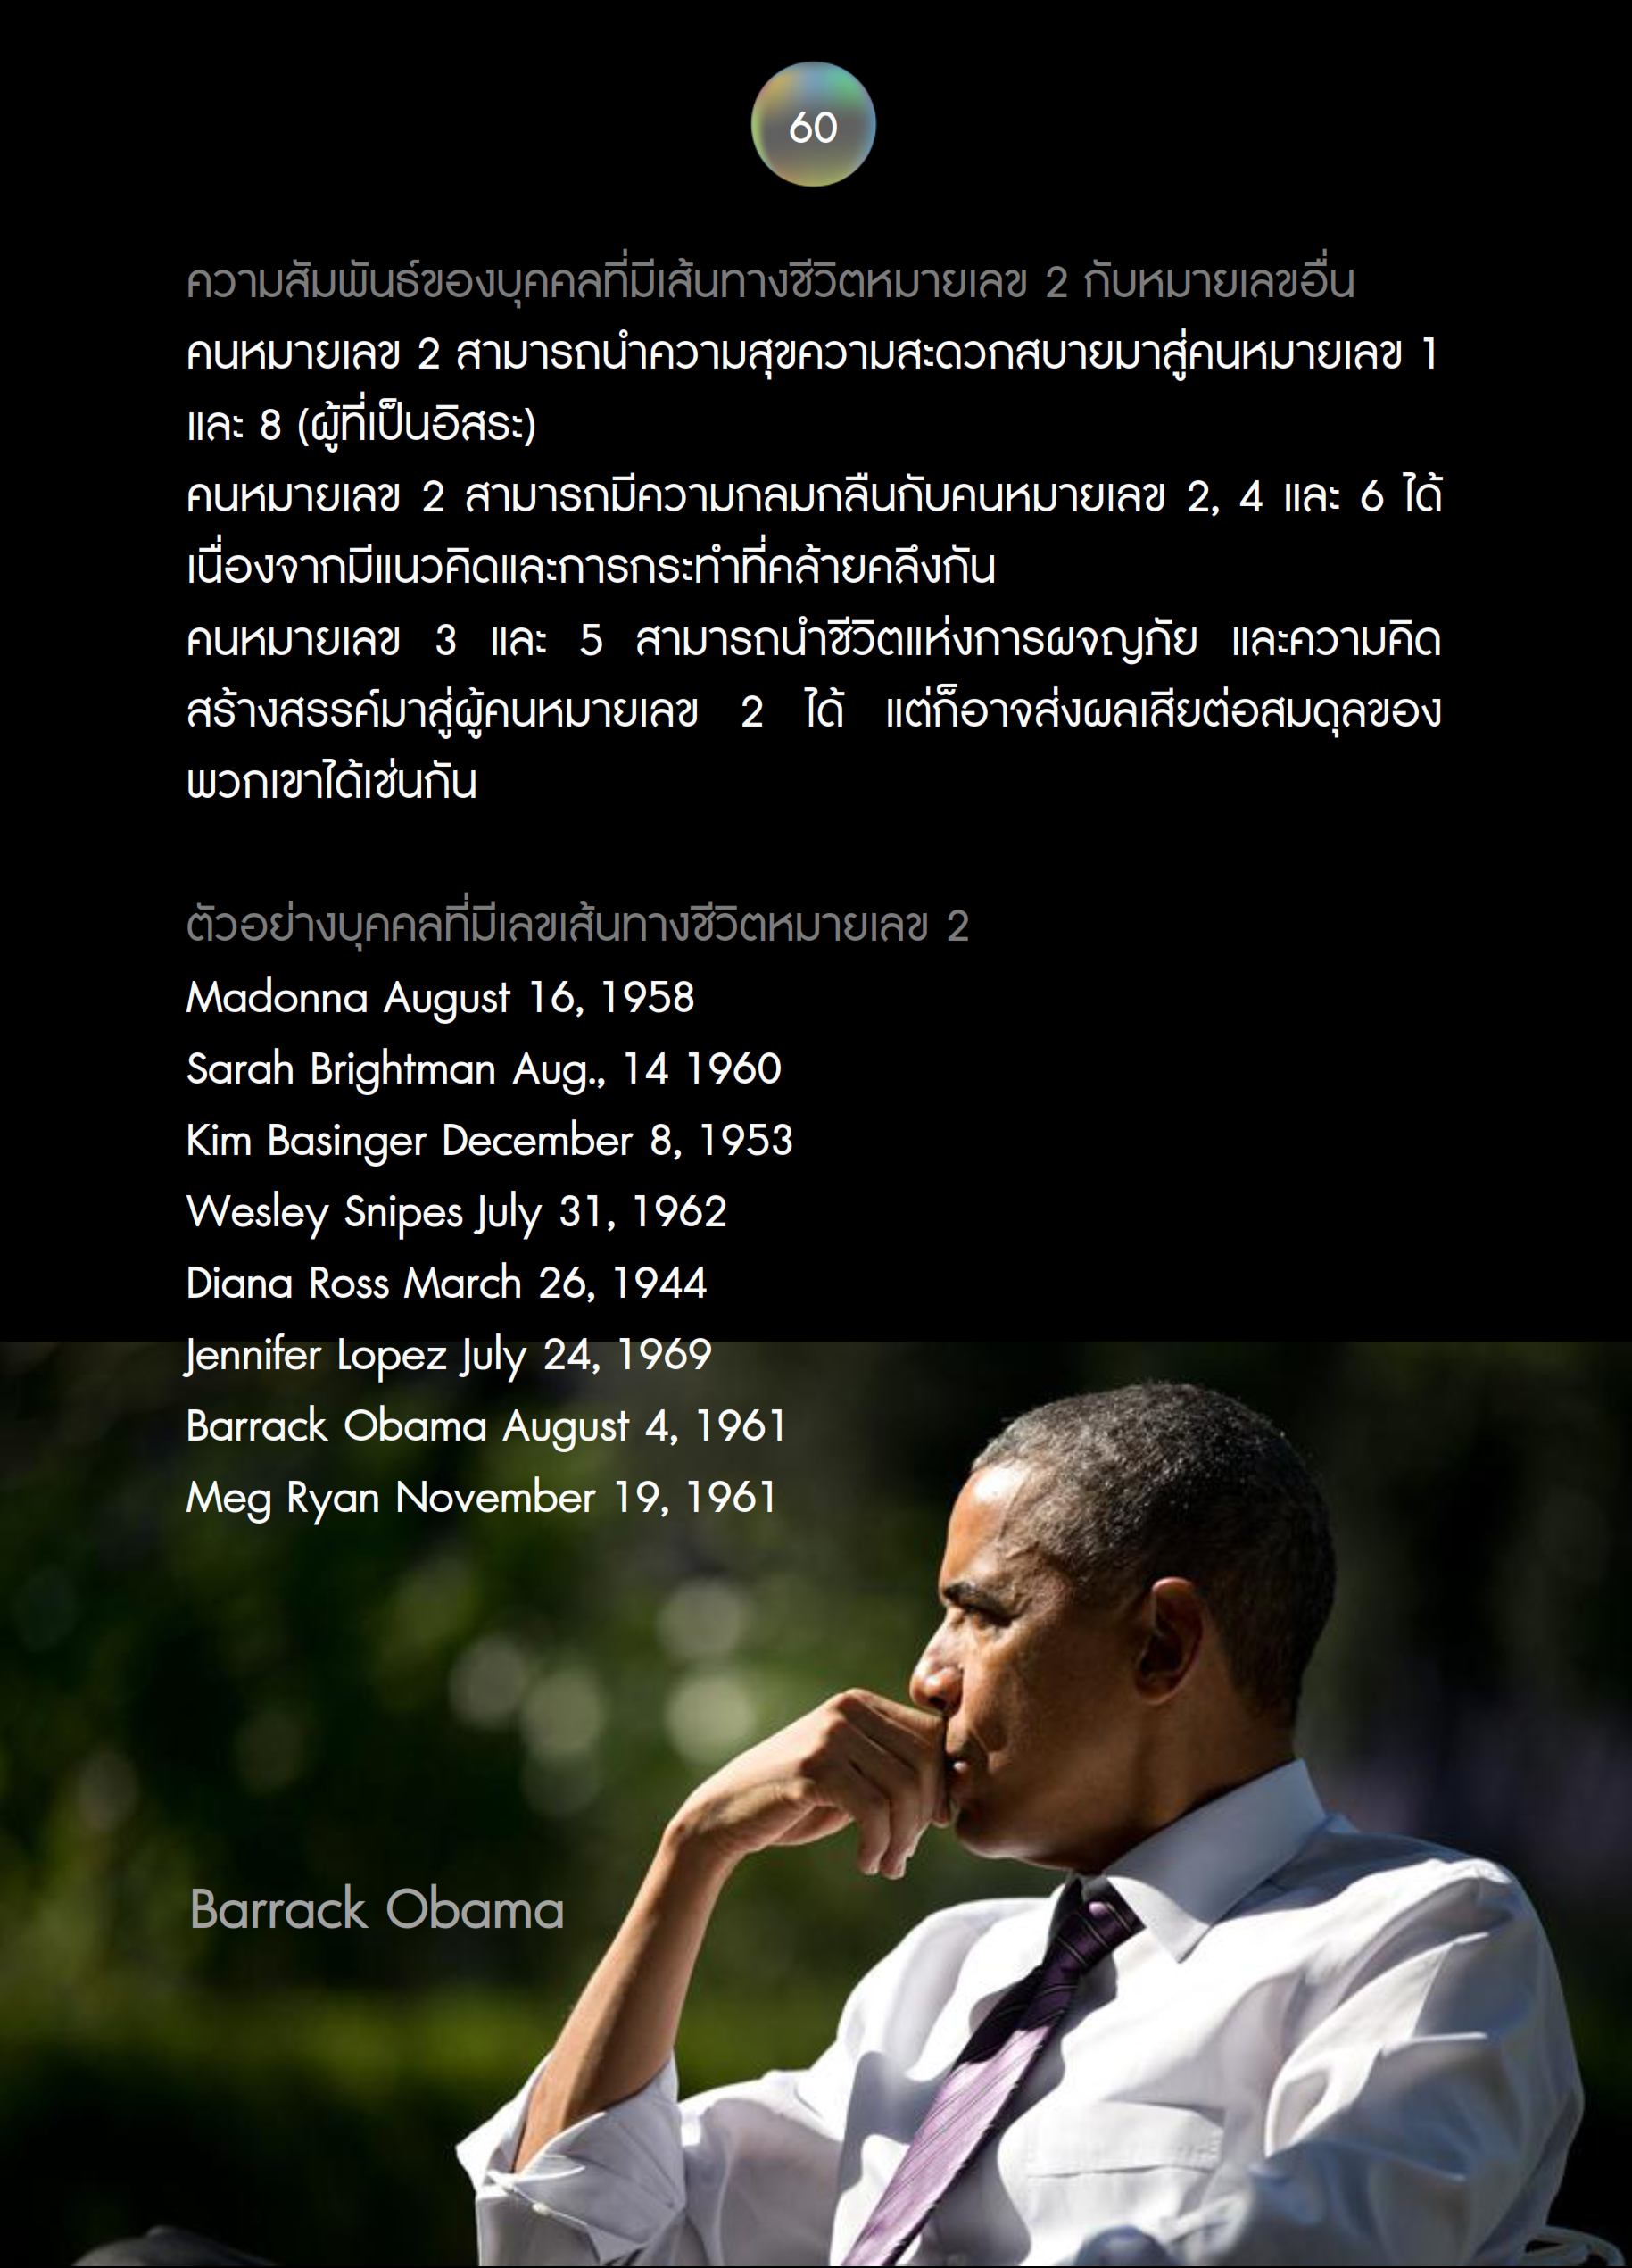 60
ความสัมพันธ์ของบุคคลที่มีเส้นทางชีวิตหมายเลข 2 กับหมายเลขอื่น
คนหมายเลข 2 สามารถนำความสุขความสะดวกสบายมาสู่คนหมายเลข 1
และ 8 (ผู้ที่เป็นอิสระ)
คนหมายเลข 2 สามารถมีความกลมกลืนกับคนหมายเลข 2, 4 และ 6 ได้
เนื่องจากมีแนวคิดและการกระทำที่คล้ายคลึงกัน
คนหมายเลข 3 และ 5 สามารถนำชีวิตแห่งการผจญภัย และความคิด
สร้างสรรค์มาสู่ผู้คนหมายเลข 2 ได้ แต่ก็อาจส่งผลเสียต่อสมดุลของ
พวกเขาได้เช่นกัน
ตัวอย่างบุคคลที่มีเลขเส้นทางชีวิตหมายเลข 2
Madonna August 16, 1958
Sarah Brightman Aug., 14 1960
Kim Basinger December 8, 1953
Wesley Snipes July 31, 1962
Diana Ross March 26, 1944
Jennifer Lopez July 24, 1969
Barrack Obama August 4, 1961
Meg Ryan November 19, 1961
Barrack Obama